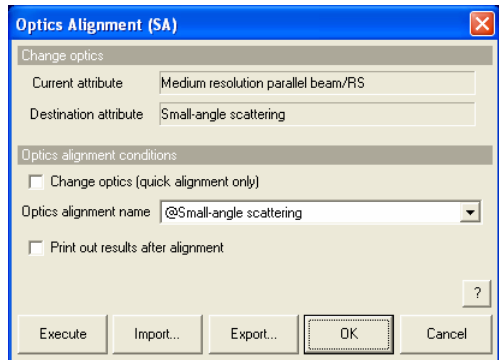 Optics Alignment (SA)
Change optics
Current attribute Medium resolution parallel beam/RS
Destination attribute Small-angle scattering
Optics alignment conditions
Change optics (quick alignment only)
Optics alignment name @Small-angle scattering
Print out results after alignment
?
Execute Import... Export... OK Cancel